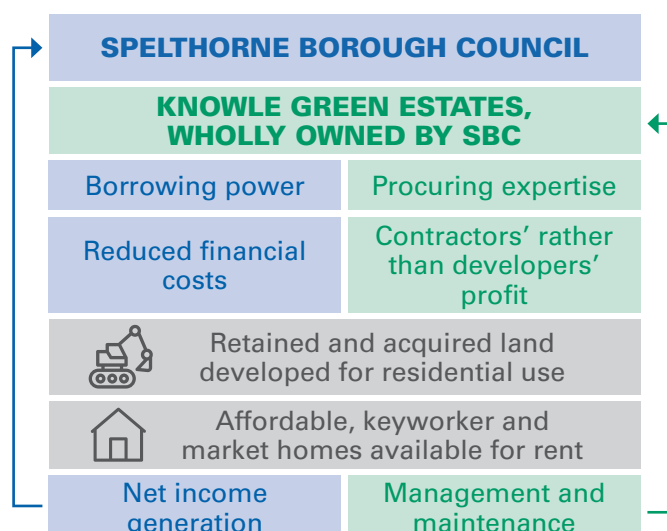 SPELTHORNE BOROUGH COUNCIL
KNOWLE GREEN ESTATES,
WHOLLY OWNED BY SBC
Borrowing power
Procuring expertise
Reduced financial
costs
Contractors’ rather
than developers’
profit
Retained and acquired land
developed for residential use
Affordable, keyworker and
market homes available for rent
Net income
generation
Management and
maintenance